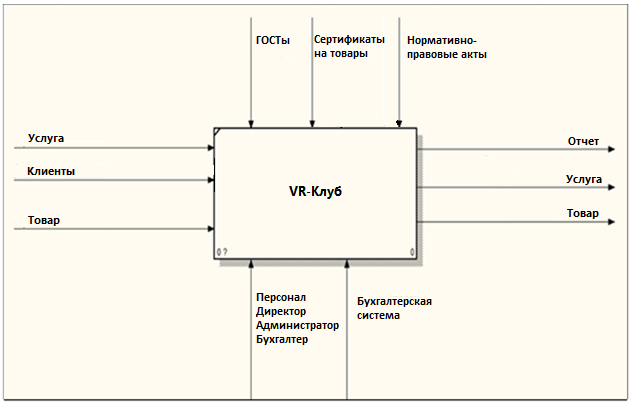 ГОСТы
Сертификаты
на товары
Нормативно-
правовые акты
Услуга
Клиенты
Товар
VR-Клуб
0 ?
0
Отчет
Услуга
Товар
Персонал
Директор
Администратор
Бухгалтер
Бухгалтерская
система